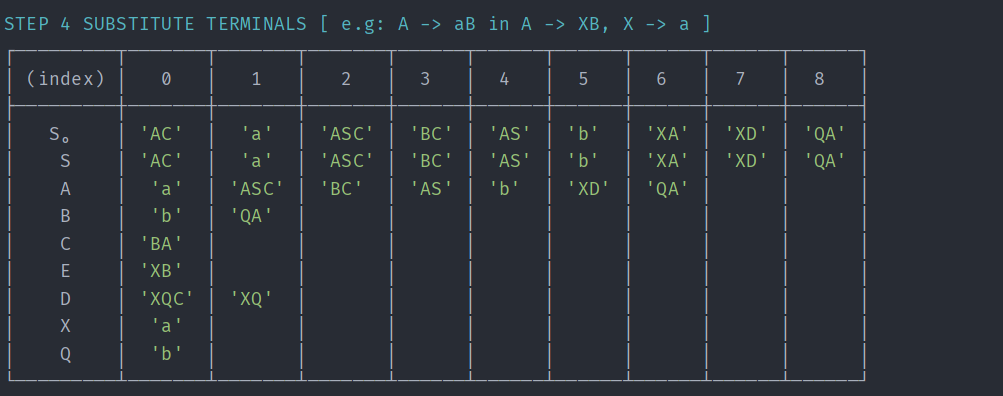 STEP 4 SUBSTITUTE TERMINALS [ e.g: A -> aB in A -> XB, X -> a ]
(index) 0 1 2 3 4 5 6 7 8
S₀ 'AC' 'a' 'ASC' 'BC' 'AS' 'b' 'XA' 'XD' 'QA'
S 'AC' 'a' 'ASC' 'BC' 'AS' 'b' 'XA' 'XD' 'QA'
A 'a' 'ASC' 'BC' 'AS' 'b' 'XD' 'QA'
B 'b' 'QA'
C 'BA'
E 'XB'
D 'XQC' 'XQ'
X 'a'
Q 'b'